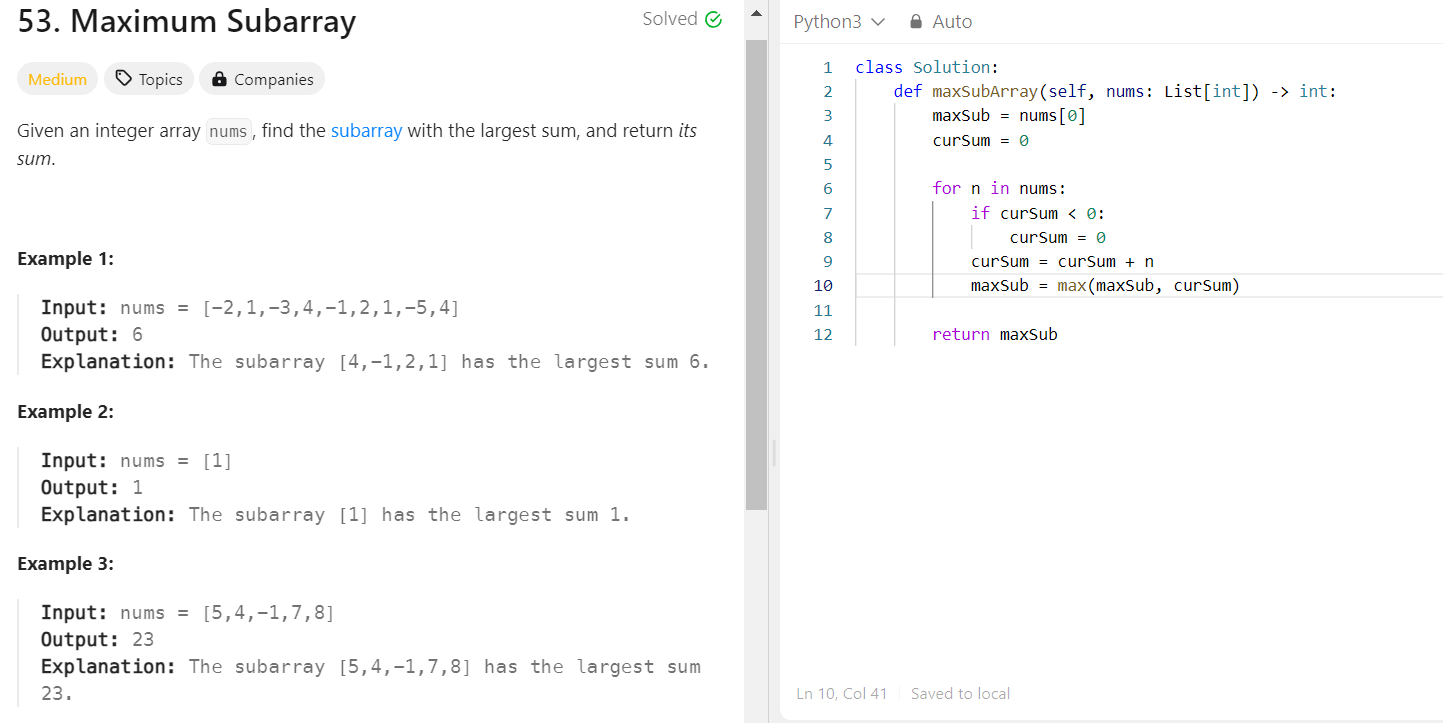 53. Maximum Subarray
Solved
Medium
Topics
Companies
Given an integer array nums, find the subarray with the largest sum, and return its
sum.
Example 1:
Input: nums = [-2,1,-3,4,-1,2,1,-5,4]
Output: 6
Explanation: The subarray [4,-1,2,1] has the largest sum 6.
Example 2:
Input: nums = [1]
Output: 1
Explanation: The subarray [1] has the largest sum 1.
Example 3:
Input: nums = [5,4,-1,7,8]
Output: 23
Explanation: The subarray [5,4,-1,7,8] has the largest sum
23.
Python3
Auto
1 class Solution:
2     def maxSubArray(self, nums: List[int]) -> int:
3         maxSub = nums[0]
4         curSum = 0
5
6         for n in nums:
7             if curSum < 0:
8                 curSum = 0
9             curSum = curSum + n
10             maxSub = max(maxSub, curSum)
11
12         return maxSub
Ln 10, Col 41
Saved to local